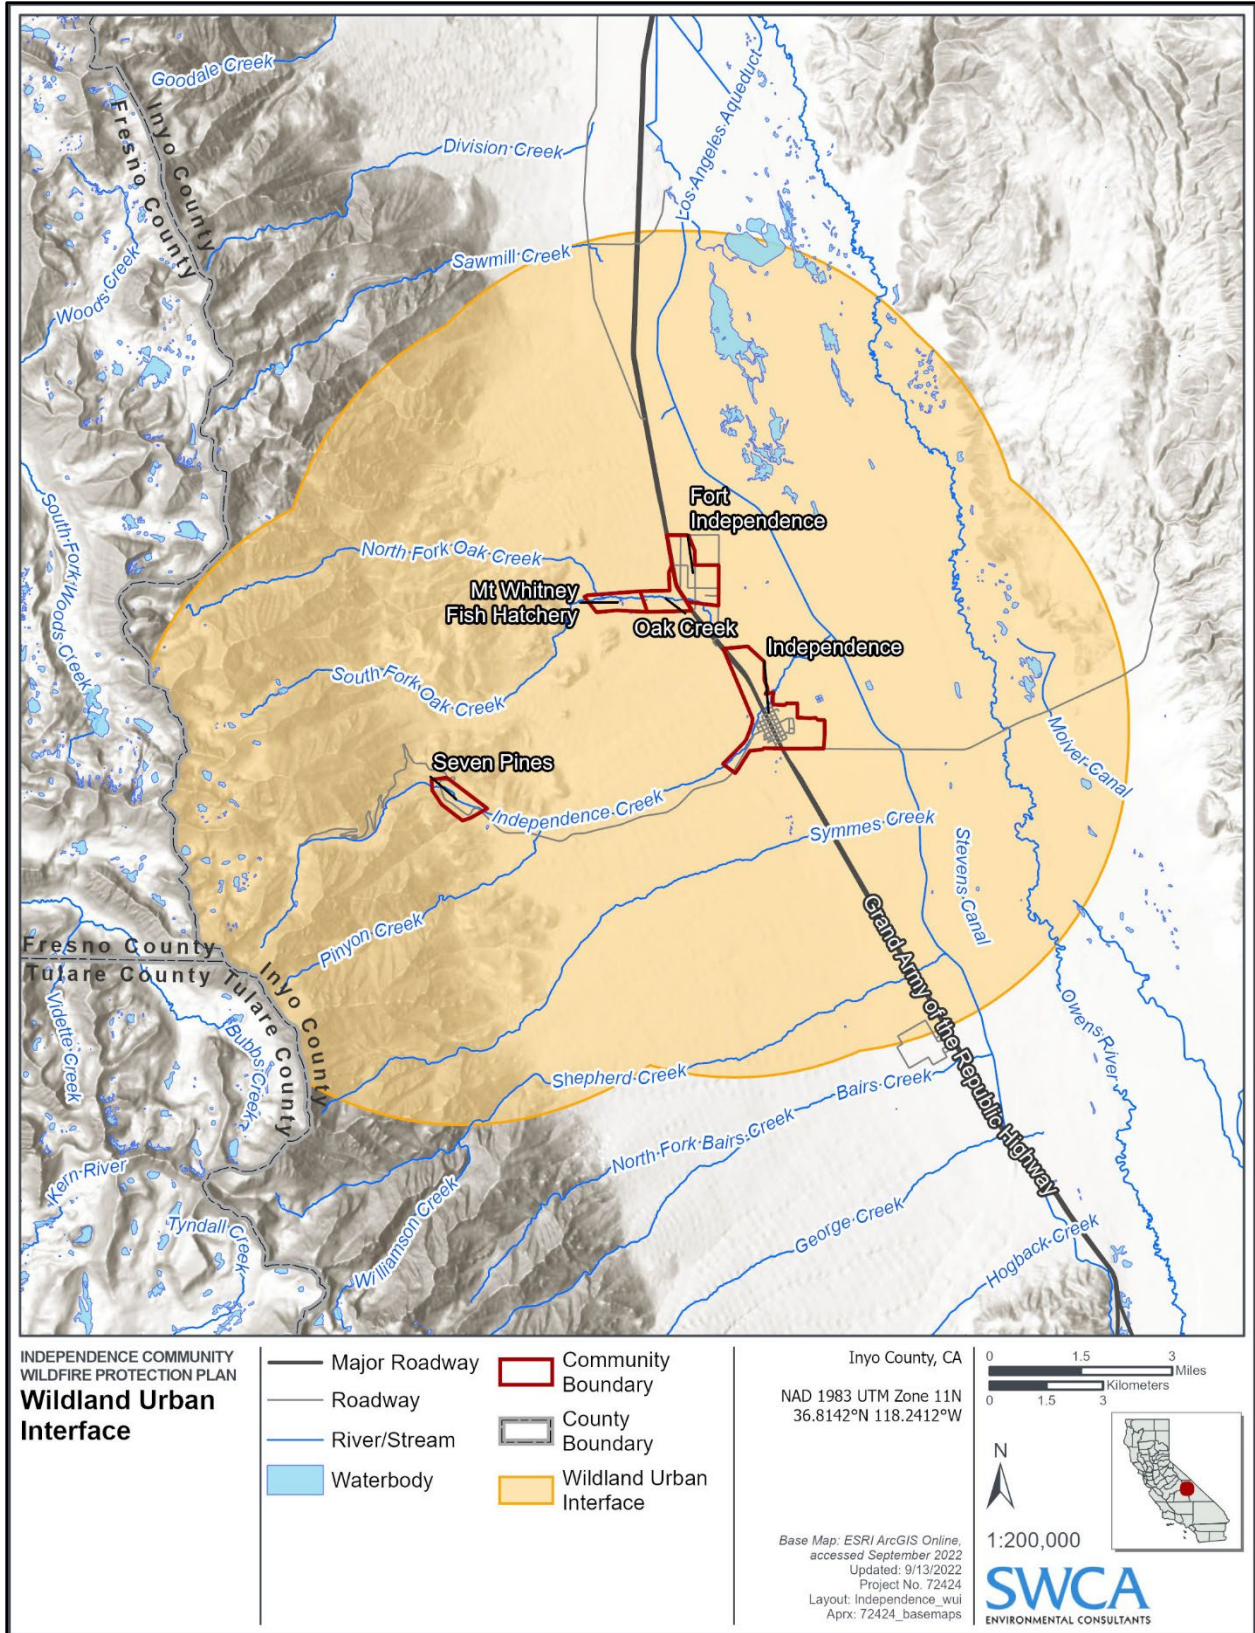 Goodale Creek
Inyo County
Fresno County
Division Creek
Los Angeles Aqueduct
Sawmill Creek
Woods Creek
South Fork Woods Creek
Fort
Independence
North Fork Oak Creek
Mt Whitney
Fish Hatchery
Oak Creek
Independence
South Fork
Oak Creek
Moiver Canal
Seven Pines
Independence Creek
Symmes Creek
Stevens Canal
Pinyon Creek
Grand Army of the Republic Highway
Fresno County
Tulare County
Inyo County
Tulare County
Vidette Creek
Bubbs Creek
Owens River
Shepherd Creek
Bairs Creek
North Fork Bairs Creek
Kern River
Tyndall Creek
Williamson Creek
George Creek
Hogback Creek
INDEPENDENCE COMMUNITY
WILDFIRE PROTECTION PLAN
Wildland Urban
Interface
Major Roadway
Roadway
River/Stream
Waterbody
Community
Boundary
County
Boundary
Wildland Urban
Interface
Inyo County, CA
NAD 1983 UTM Zone 11N
36.8142°N 118.2412°W
Base Map: ESRI ArcGIS Online,
accessed September 2022
Updated: 9/13/2022
Project No. 72424
Layout: Independence_wui
Aprx: 72424_basemaps
0 1.5 3
Miles
Kilometers
0 1.5 3
N
1:200,000
SWCA
ENVIRONMENTAL CONSULTANTS